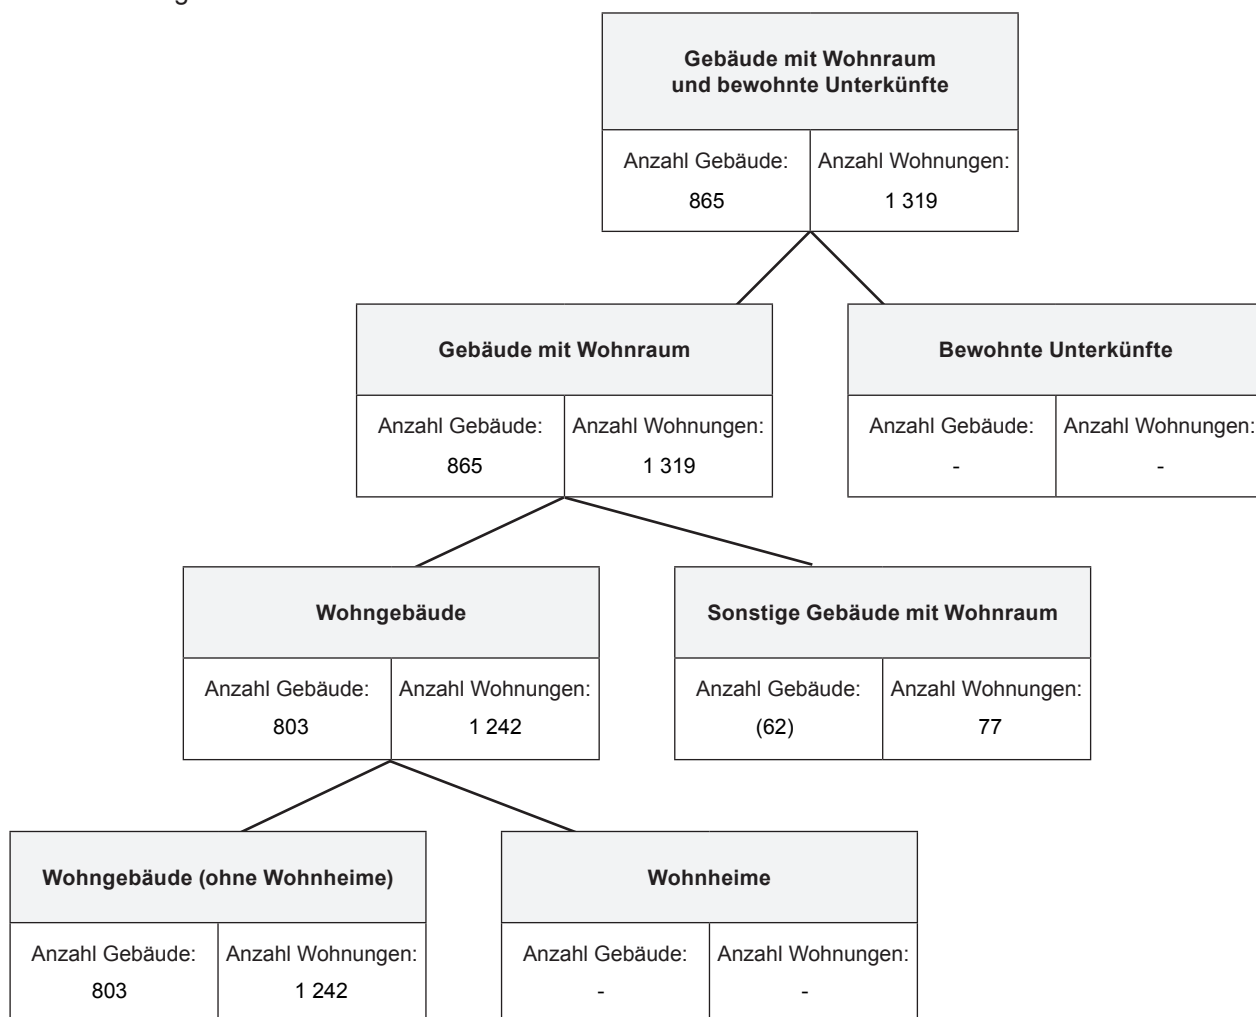 Gebäude mit Wohnraum
und bewohnte Unterkünfte
Anzahl Gebäude: Anzahl Wohnungen:
865 1 319
Gebäude mit Wohnraum
Anzahl Gebäude: Anzahl Wohnungen:
865 1 319
Bewohnte Unterkünfte
Anzahl Gebäude: Anzahl Wohnungen:
- -
Wohngebäude
Anzahl Gebäude: Anzahl Wohnungen:
803 1 242
Sonstige Gebäude mit Wohnraum
Anzahl Gebäude: Anzahl Wohnungen:
(62) 77
Wohngebäude (ohne Wohnheime)
Anzahl Gebäude: Anzahl Wohnungen:
803 1 242
Wohnheime
Anzahl Gebäude: Anzahl Wohnungen:
- -